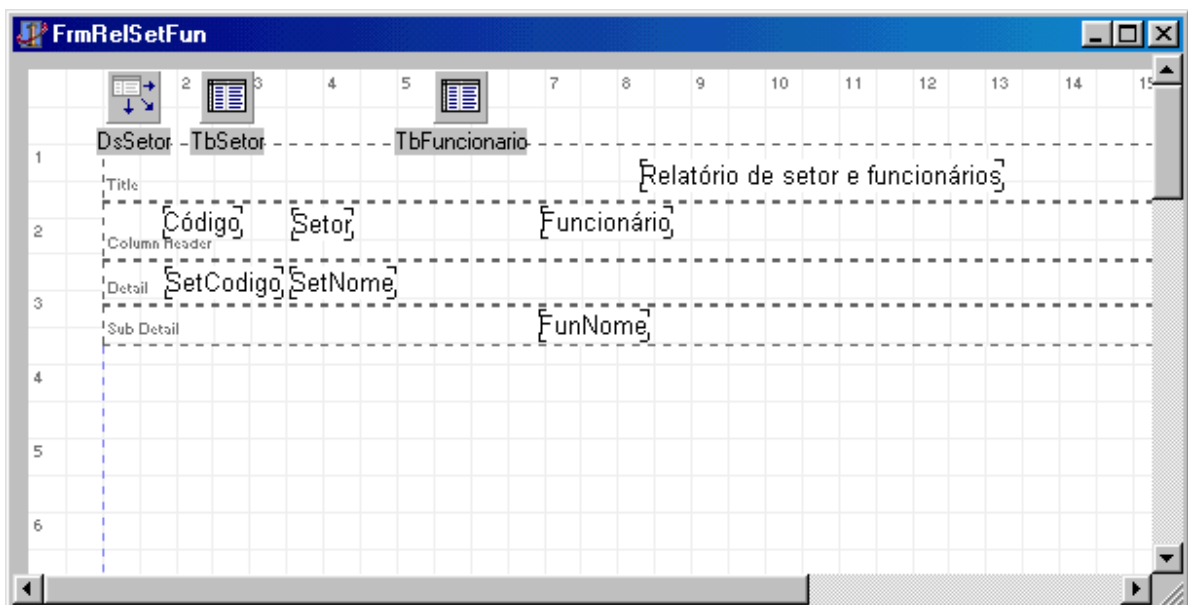 FrmRelSetFun
2 3 4 5 7 8 9 10 11 12 13 14 15
DsSetor TbSetor TbFuncionario
1
Title Relatório de setor e funcionários
2 Código Setor Funcionário
Column Header
Detail SetCodigo SetNome
3
Sub Detail FunNome
4
5
6